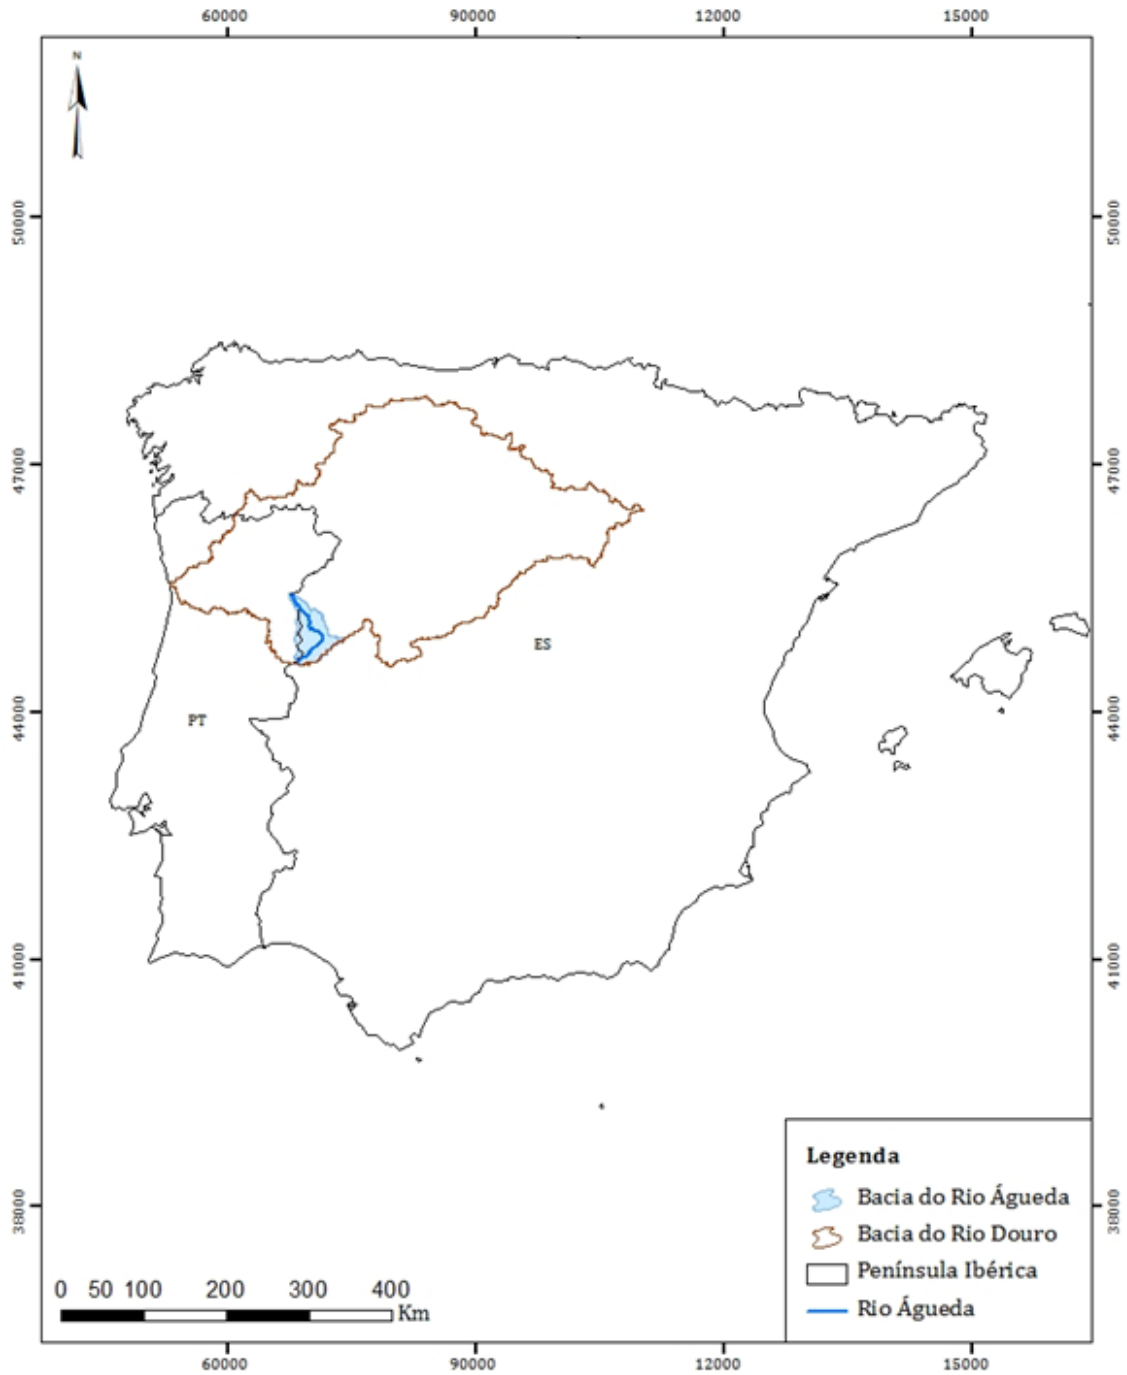 60000 90000 12000 15000
N
50000 50000
47000 47000
ES
44000 44000
PT
41000 41000
Legenda
Bacia do Rio Águeda
38000 38000
Bacia do Rio Douro
Península Ibérica
0 50 100 200 300 400
Km
Rio Águeda
60000 90000 12000 15000